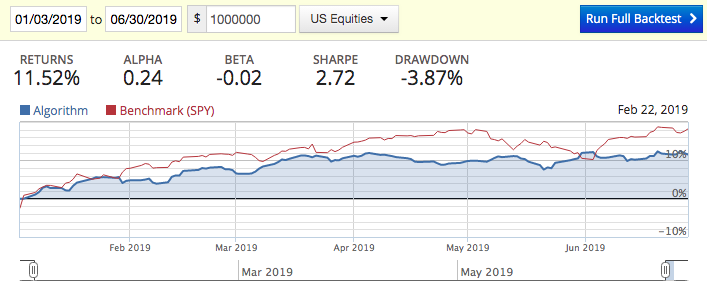 01/03/2019 to 06/30/2019 $ 1000000 US Equities Run Full Backtest
RETURNS ALPHA BETA SHARPE DRAWDOWN
11.52% 0.24 -0.02 2.72 -3.87%
Algorithm Benchmark (SPY) Feb 22, 2019
10%
0%
-10%
Feb 2019 Mar 2019 Apr 2019 May 2019 Jun 2019
Mar 2019 May 2019